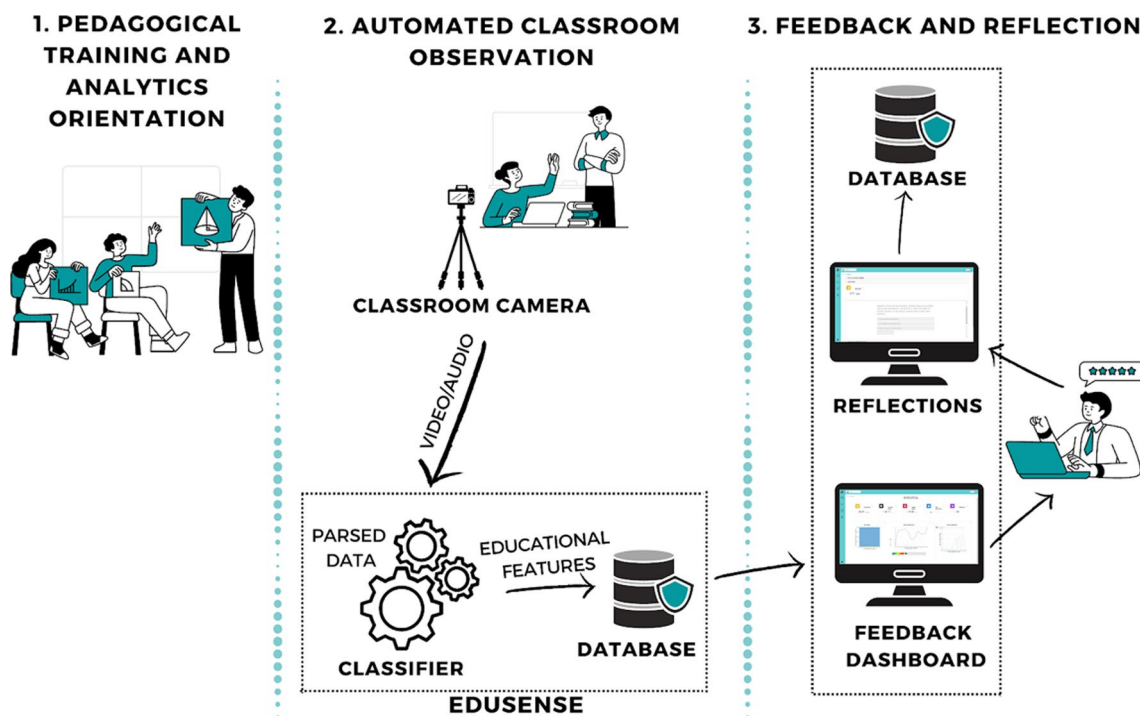 1. PEDAGOGICAL
TRAINING AND
ANALYTICS
ORIENTATION
2. AUTOMATED CLASSROOM
OBSERVATION
CLASSROOM CAMERA
VIDEO/AUDIO
PARSED
DATA
CLASSIFIER
EDUCATIONAL
FEATURES
DATABASE
EDUSENSE
3. FEEDBACK AND REFLECTION
DATABASE
REFLECTIONS
FEEDBACK
DASHBOARD